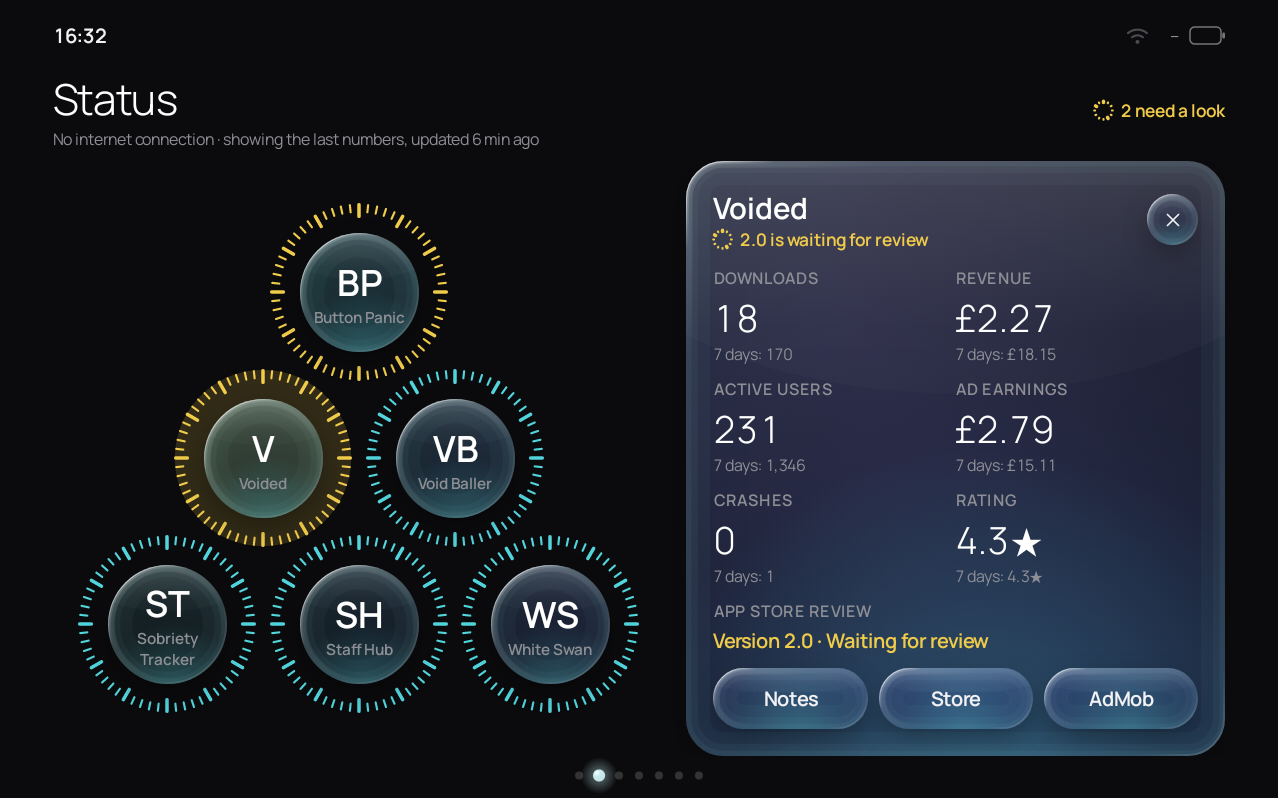 16:32
Status
No internet connection · showing the last numbers, updated 6 min ago
2 need a look
BP
Button Panic
V
Voided
VB
Void Baller
ST
Sobriety
Tracker
SH
Staff Hub
WS
White Swan
Voided
2.0 is waiting for review
DOWNLOADS
18
7 days: 170
REVENUE
£2.27
7 days: £18.15
ACTIVE USERS
231
7 days: 1,346
AD EARNINGS
£2.79
7 days: £15.11
CRASHES
0
7 days: 1
RATING
4.3★
7 days: 4.3★
APP STORE REVIEW
Version 2.0 · Waiting for review
Notes
Store
AdMob